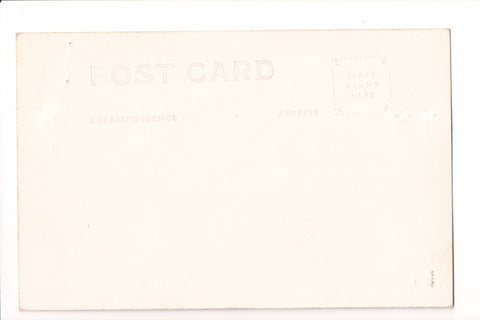 POST CARD
PLACE
STAMP
HERE
CORRESPONDENCE
ADDRESS